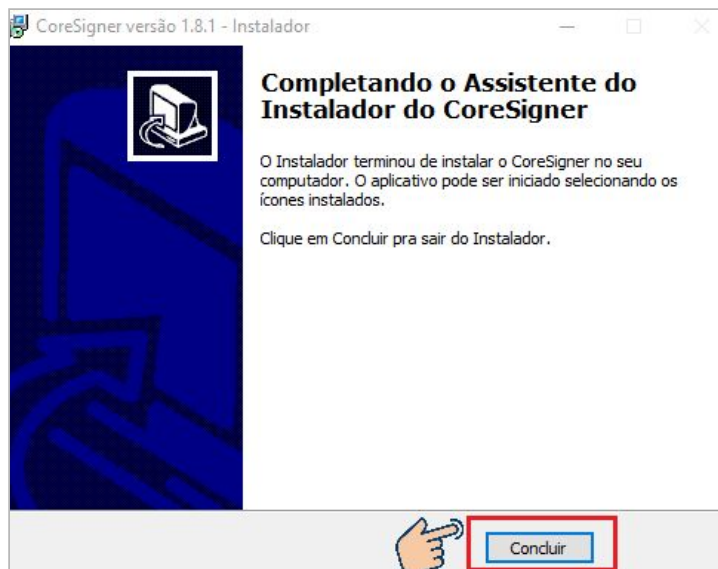 CoreSigner versão 1.8.1 - Instalador
Completando o Assistente do
Instalador do CoreSigner
O Instalador terminou de instalar o CoreSigner no seu
computador. O aplicativo pode ser iniciado selecionando os
ícones instalados.
Clique em Concluir pra sair do Instalador.
Concluir